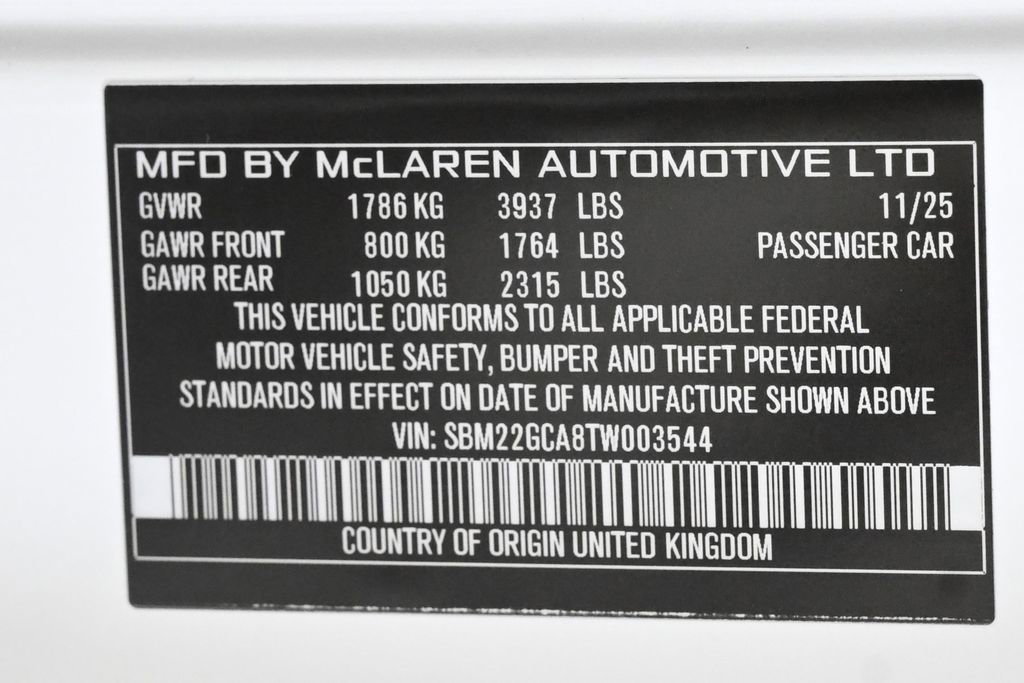 MFD BY McLAREN AUTOMOTIVE LTD
GVWR 1786 KG 3937 LBS 11/25
GAWR FRONT 800 KG 1764 LBS PASSENGER CAR
GAWR REAR 1050 KG 2315 LBS
THIS VEHICLE CONFORMS TO ALL APPLICABLE FEDERAL
MOTOR VEHICLE SAFETY, BUMPER AND THEFT PREVENTION
STANDARDS IN EFFECT ON DATE OF MANUFACTURE SHOWN ABOVE
VIN: SBM22GCA8TW003544
COUNTRY OF ORIGIN UNITED KINGDOM